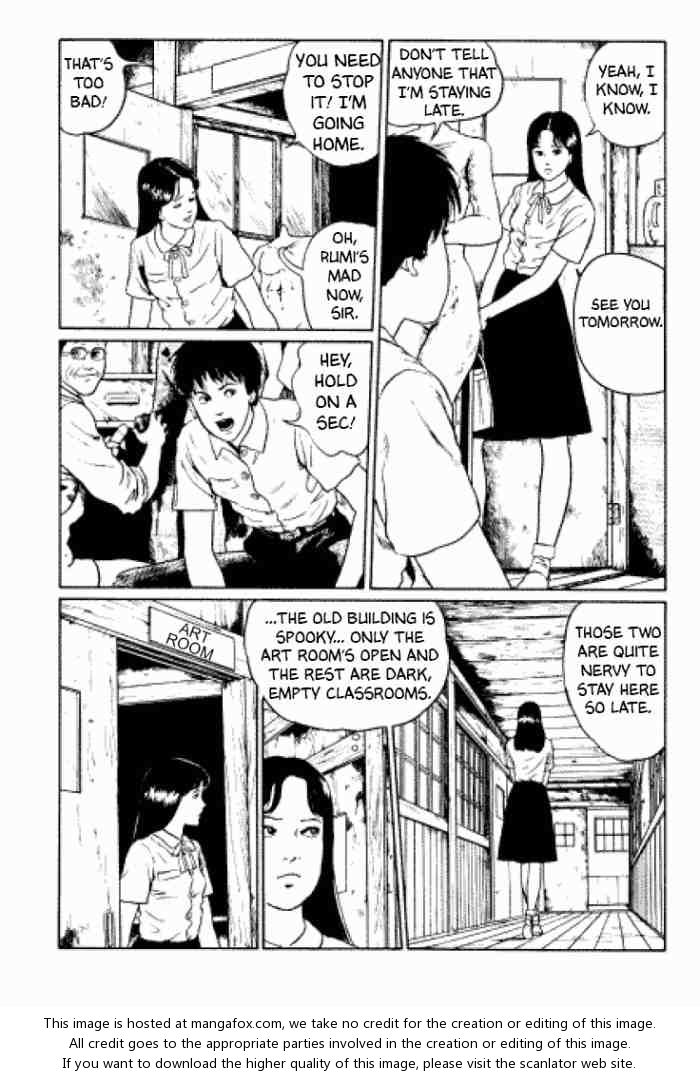 THAT'S
TOO
BAD!
YOU NEED
TO STOP
IT! I'M
GOING
HOME.
OH,
RUMI'S
MAD
NOW,
SIR.
HEY,
HOLD
ON A
SEC!
DON'T TELL
ANYONE THAT
I'M STAYING
LATE.
YEAH, I
KNOW, I
KNOW.
SEE YOU
TOMORROW.
ART
ROOM
...THE OLD BUILDING IS
SPOOKY... ONLY THE
ART ROOM'S OPEN AND
THE REST ARE DARK,
EMPTY CLASSROOMS.
THOSE TWO
ARE QUITE
NERVY TO
STAY HERE
SO LATE.
This image is hosted at mangafox.com, we take no credit for the creation or editing of this image.
All credit goes to the appropriate parties involved in the creation or editing of this image.
If you want to download the higher quality of this image, please visit the scanlator web site.